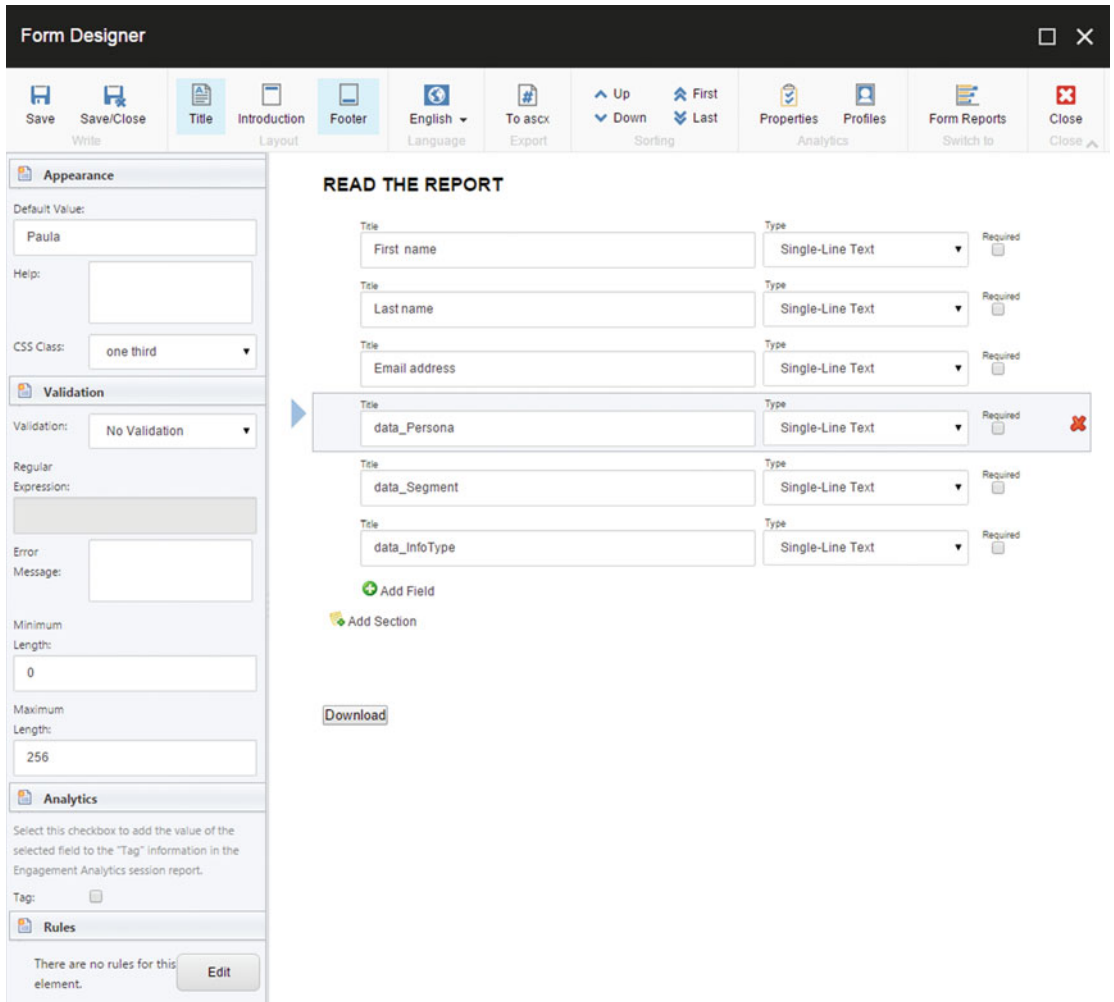 Form Designer
Save Save/Close Title Introduction Footer English To ascx Up First Properties Profiles Form Reports Close
Down Last
Write Layout Language Export Sorting Analytics Switch to Close
Appearance
Default Value:
Paula
Help:
CSS Class: one third
Validation
Validation: No Validation
Regular
Expression:
Error
Message:
Minimum
Length:
0
Maximum
Length:
256
Analytics
Select this checkbox to add the value of the
selected field to the "Tag" information in the
Engagement Analytics session report.
Tag:
Rules
There are no rules for this
element.
Edit
READ THE REPORT
Title Type Required
First name Single-Line Text
Title Type Required
Last name Single-Line Text
Title Type Required
Email address Single-Line Text
Title Type Required
data_Persona Single-Line Text
Title Type Required
data_Segment Single-Line Text
Title Type Required
data_InfoType Single-Line Text
Add Field
Add Section
Download